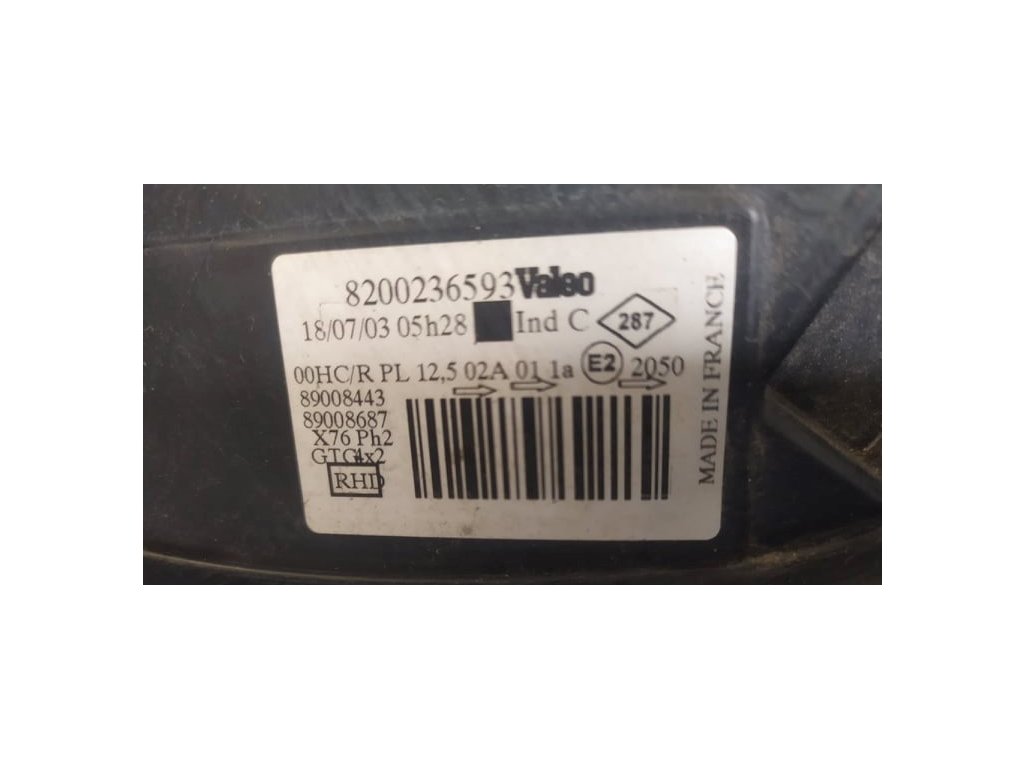 8200236593 Valeo
18/07/03 05h28 Ind C 287
00HC/R PL 12,5 02A 01 1a E2 2050
89008443
89008687
X76 Ph2
GTG4x2
RHD
MADE IN FRANCE